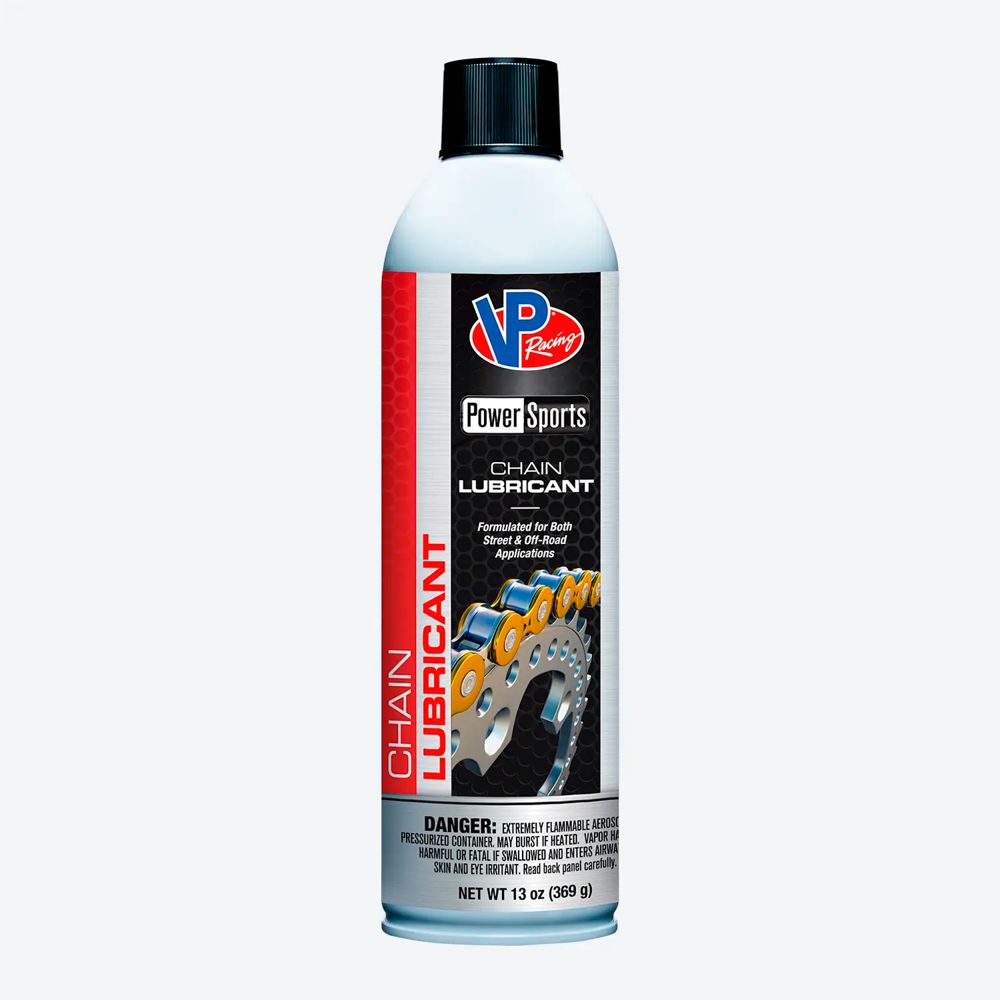 VP Racing
Power Sports
CHAIN
LUBRICANT
Formulated for Both
Street & Off-Road
Applications
CHAIN
LUBRICANT
DANGER: EXTREMELY FLAMMABLE
PRESSURIZED CONTAINER. MAY BURST IF HEATED. VAPOR
HARMFUL OR FATAL IF SWALLOWED AND ENTERS
SKIN AND EYE IRRITANT. Read back panel carefully.
NET WT 13 oz (369 g)